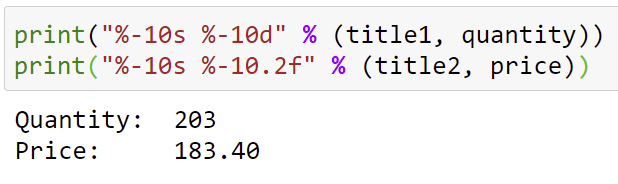 print("%-10s %-10d" % (title1, quantity))
print("%-10s %-10.2f" % (title2, price))
Quantity:  203
Price:     183.40